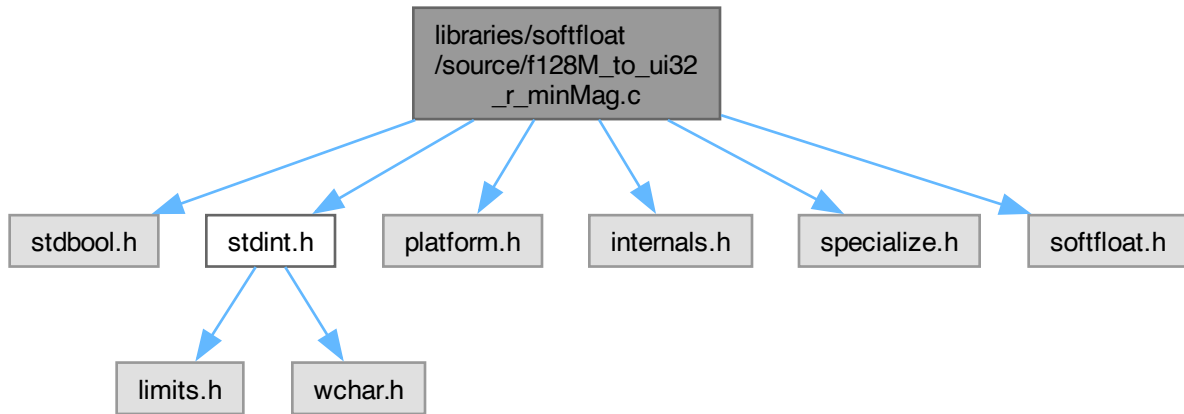 libraries/softfloat
/source/f128M_to_ui32
_r_minMag.c
stdbool.h
stdint.h
platform.h
internals.h
specialize.h
softfloat.h
limits.h
wchar.h